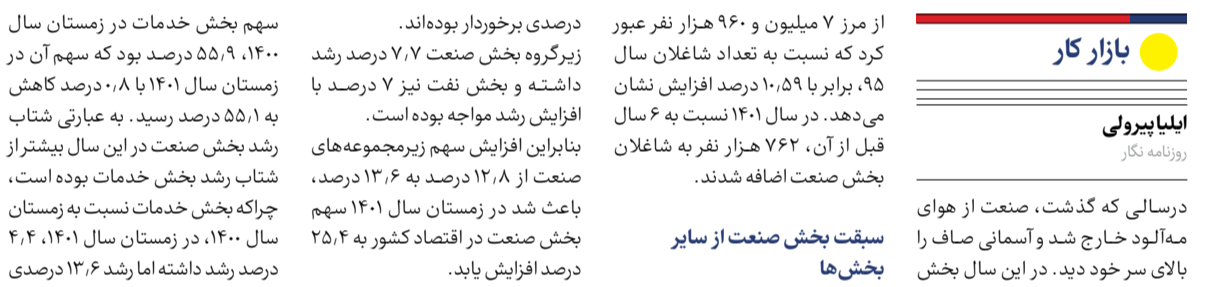 بازار کار
ایلیا پیرولی
روزنامه نگار
درسالی که گذشت، صنعت از هوای
مه‌آلود خارج شد و آسمانی صاف را
بالای سر خود دید. در این سال بخش
از مرز ۷ میلیون و ۹۶۰ هزار نفر عبور
کرد که نسبت به تعداد شاغلان سال
۹۵، برابر با ۱۰٫۵۹ درصد افزایش نشان
می‌دهد. در سال ۱۴۰۱ نسبت به ۶ سال
قبل از آن، ۷۶۲ هزار نفر به شاغلان
بخش صنعت اضافه شدند.
سبقت بخش صنعت از سایر
بخش‌ها
درصدی برخوردار بوده‌اند.
زیرگروه بخش صنعت ۷٫۷ درصد رشد
داشته و بخش نفت نیز ۷ درصد با
افزایش رشد مواجه بوده است.
بنابراین افزایش سهم زیرمجموعه‌های
صنعت از ۱۲٫۸ درصد به ۱۳٫۶ درصد،
باعث شد در زمستان سال ۱۴۰۱ سهم
بخش صنعت در اقتصاد کشور به ۲۵٫۴
درصد افزایش یابد.
سهم بخش خدمات در زمستان سال
۱۴۰۰، ۵۵٫۹ درصد بود که سهم آن در
زمستان سال ۱۴۰۱ با ۰٫۸ درصد کاهش
به ۵۵٫۱ درصد رسید. به عبارتی شتاب
رشد بخش صنعت در این سال بیشتر از
شتاب رشد بخش خدمات بوده است،
چراکه بخش خدمات نسبت به زمستان
سال ۱۴۰۰، در زمستان سال ۱۴۰۱، ۴٫۴
درصد رشد داشته اما رشد ۱۳٫۶ درصدی